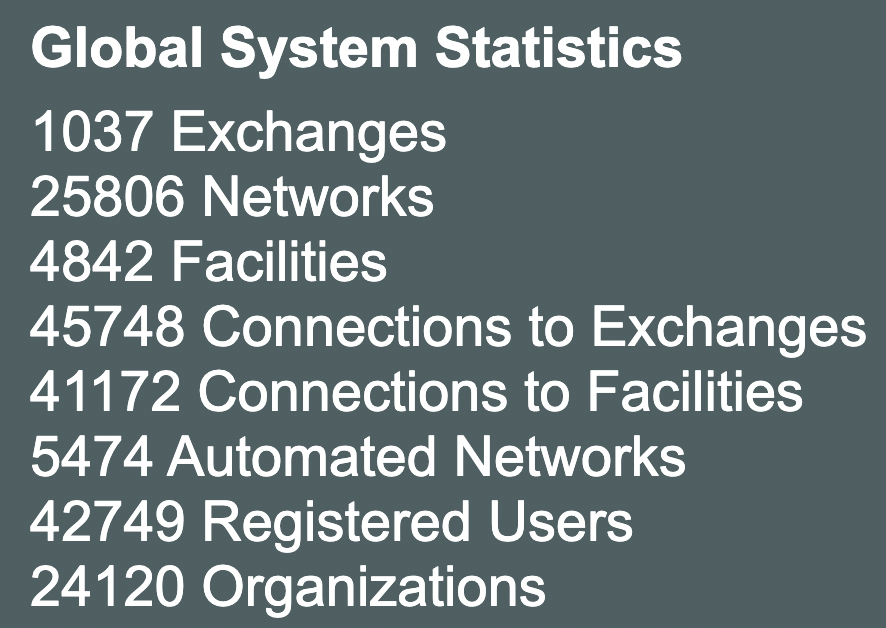 Global System Statistics
1037 Exchanges
25806 Networks
4842 Facilities
45748 Connections to Exchanges
41172 Connections to Facilities
5474 Automated Networks
42749 Registered Users
24120 Organizations